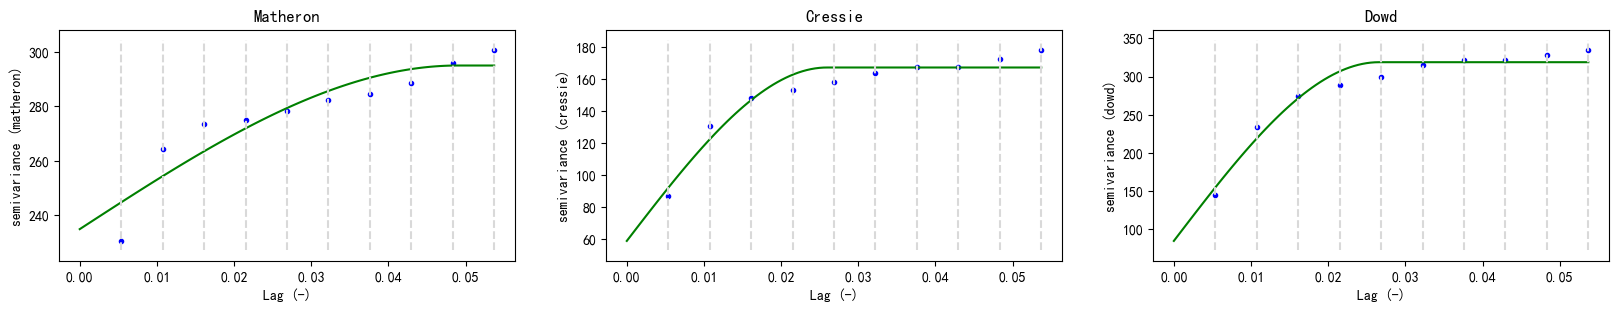 Matheron
semivariance (matheron)
300
280
260
240
0.00 0.01 0.02 0.03 0.04 0.05
Lag (-)
Cressie
semivariance (cressie)
180
160
140
120
100
80
60
0.00 0.01 0.02 0.03 0.04 0.05
Lag (-)
Dowd
semivariance (dowd)
350
300
250
200
150
100
0.00 0.01 0.02 0.03 0.04 0.05
Lag (-)